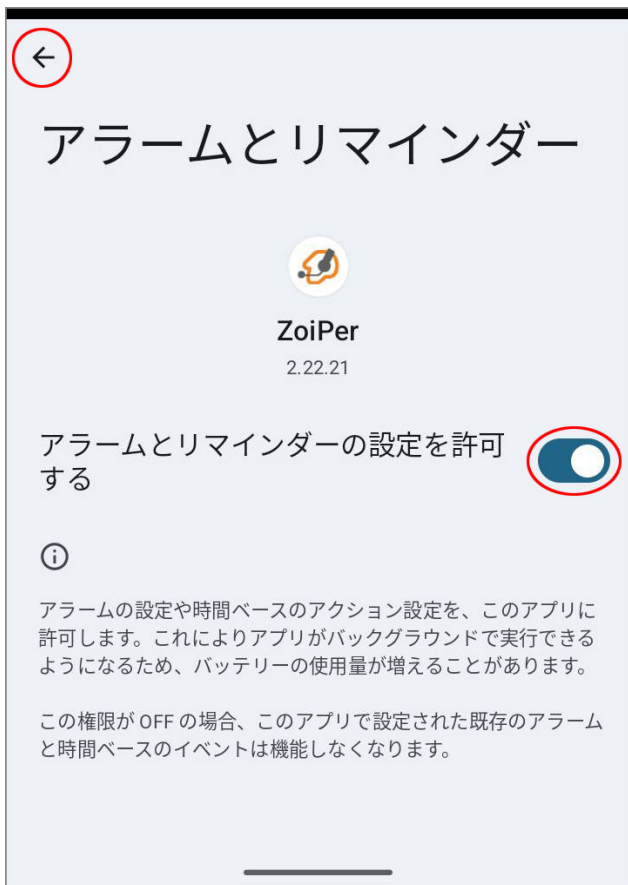 アラームとリマインダー
ZoiPer
2.22.21
アラームとリマインダーの設定を許可
する
アラームの設定や時間ベースのアクション設定を、このアプリに
許可します。これによりアプリがバックグラウンドで実行できる
ようになるため、バッテリーの使用量が増えることがあります。
この権限が OFF の場合、このアプリで設定された既存のアラーム
と時間ベースのイベントは機能しなくなります。